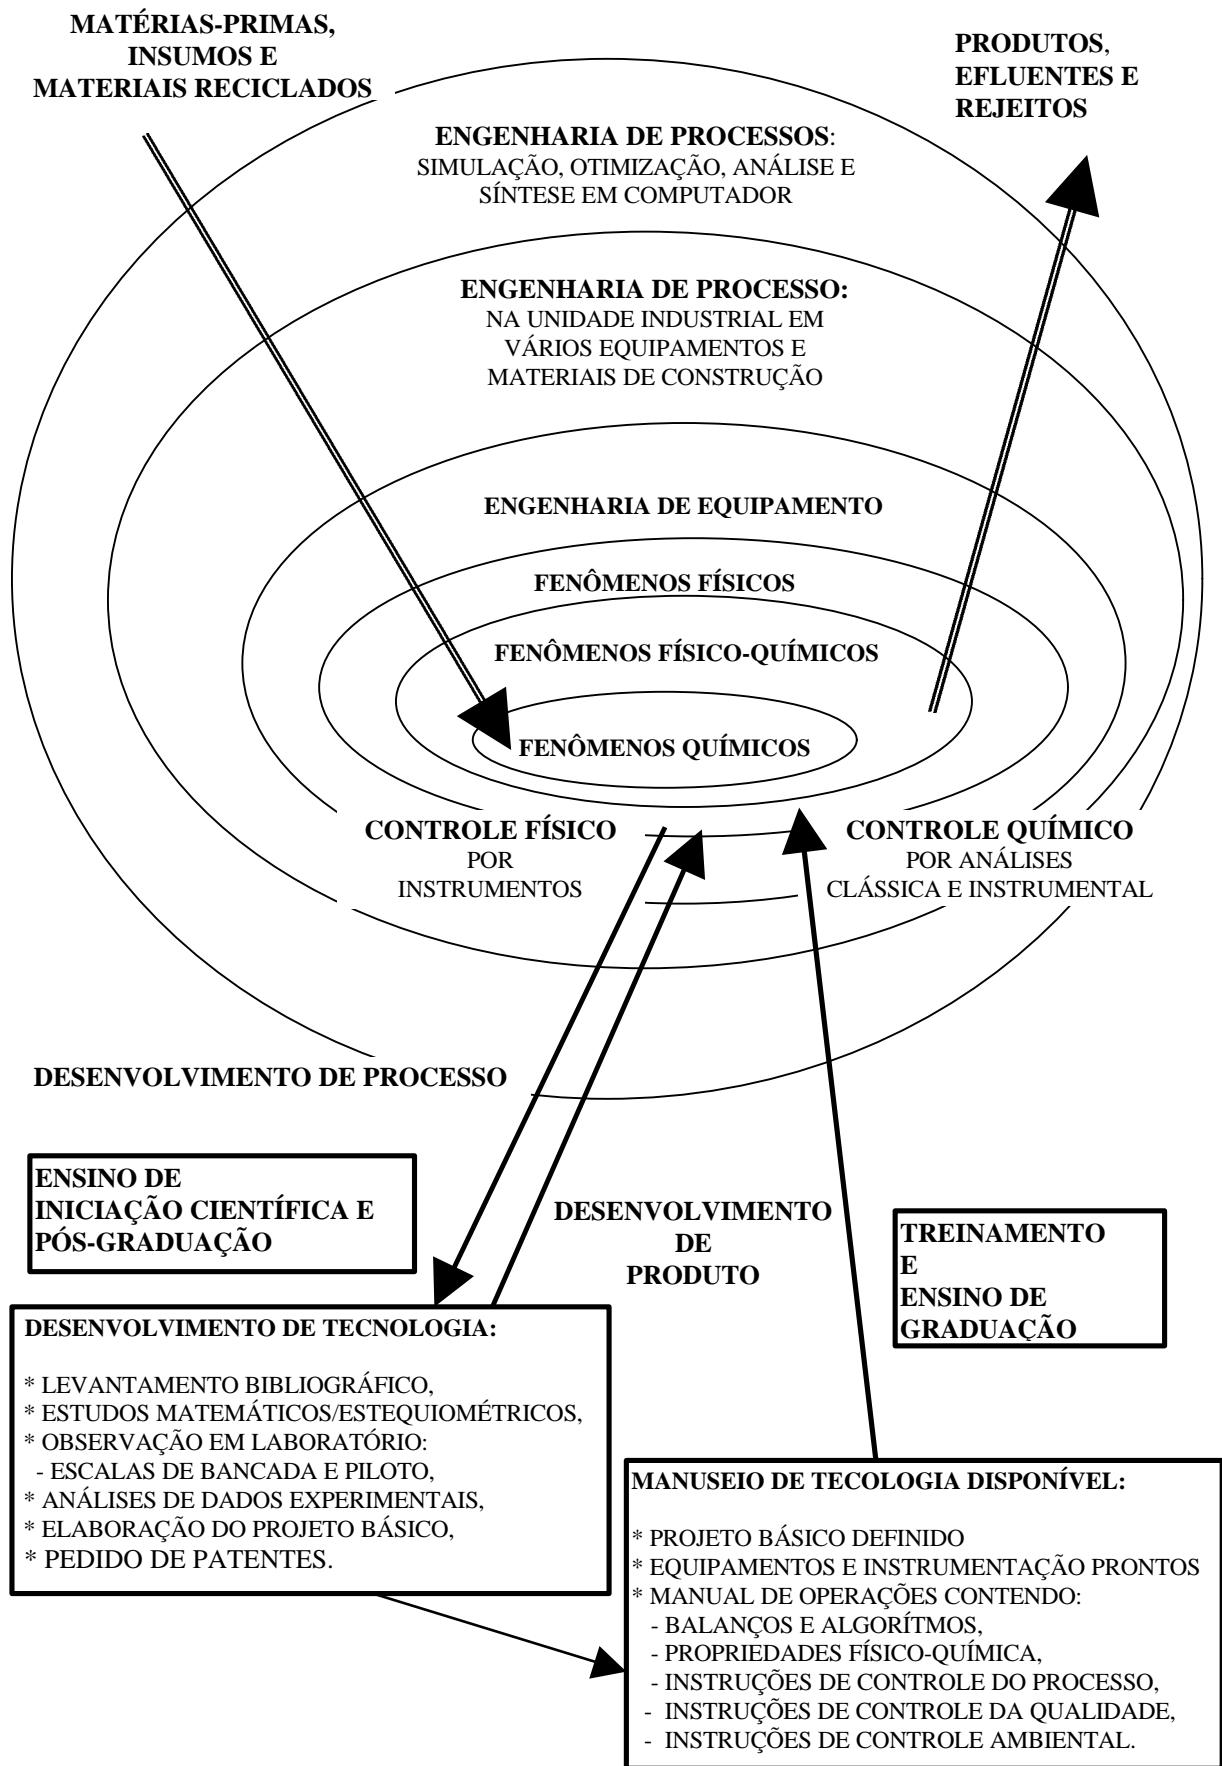 MATÉRIAS-PRIMAS,
INSUMOS E
MATERIAIS RECICLADOS
PRODUTOS,
EFLUENTES E
REJEITOS
ENGENHARIA DE PROCESSOS:
SIMULAÇÃO, OTIMIZAÇÃO, ANÁLISE E
SÍNTESE EM COMPUTADOR
ENGENHARIA DE PROCESSO:
NA UNIDADE INDUSTRIAL EM
VÁRIOS EQUIPAMENTOS E
MATERIAIS DE CONSTRUÇÃO
ENGENHARIA DE EQUIPAMENTO
FENÔMENOS FÍSICOS
FENÔMENOS FÍSICO-QUÍMICOS
FENÔMENOS QUÍMICOS
CONTROLE FÍSICO
POR
INSTRUMENTOS
CONTROLE QUÍMICO
POR ANÁLISES
CLÁSSICA E INSTRUMENTAL
DESENVOLVIMENTO DE PROCESSO
ENSINO DE
INICIAÇÃO CIENTÍFICA E
PÓS-GRADUAÇÃO
DESENVOLVIMENTO
DE
PRODUTO
TREINAMENTO
E
ENSINO DE
GRADUAÇÃO
DESENVOLVIMENTO DE TECNOLOGIA:
* LEVANTAMENTO BIBLIOGRÁFICO,
* ESTUDOS MATEMÁTICOS/ESTEQUIOMÉTRICOS,
* OBSERVAÇÃO EM LABORATÓRIO:
- ESCALAS DE BANCADA E PILOTO,
* ANÁLISES DE DADOS EXPERIMENTAIS,
* ELABORAÇÃO DO PROJETO BÁSICO,
* PEDIDO DE PATENTES.
MANUSEIO DE TECOLOGIA DISPONÍVEL:
* PROJETO BÁSICO DEFINIDO
* EQUIPAMENTOS E INSTRUMENTAÇÃO PRONTOS
* MANUAL DE OPERAÇÕES CONTENDO:
- BALANÇOS E ALGORÍTMOS,
- PROPRIEDADES FÍSICO-QUÍMICA,
- INSTRUÇÕES DE CONTROLE DO PROCESSO,
- INSTRUÇÕES DE CONTROLE DA QUALIDADE,
- INSTRUÇÕES DE CONTROLE AMBIENTAL.